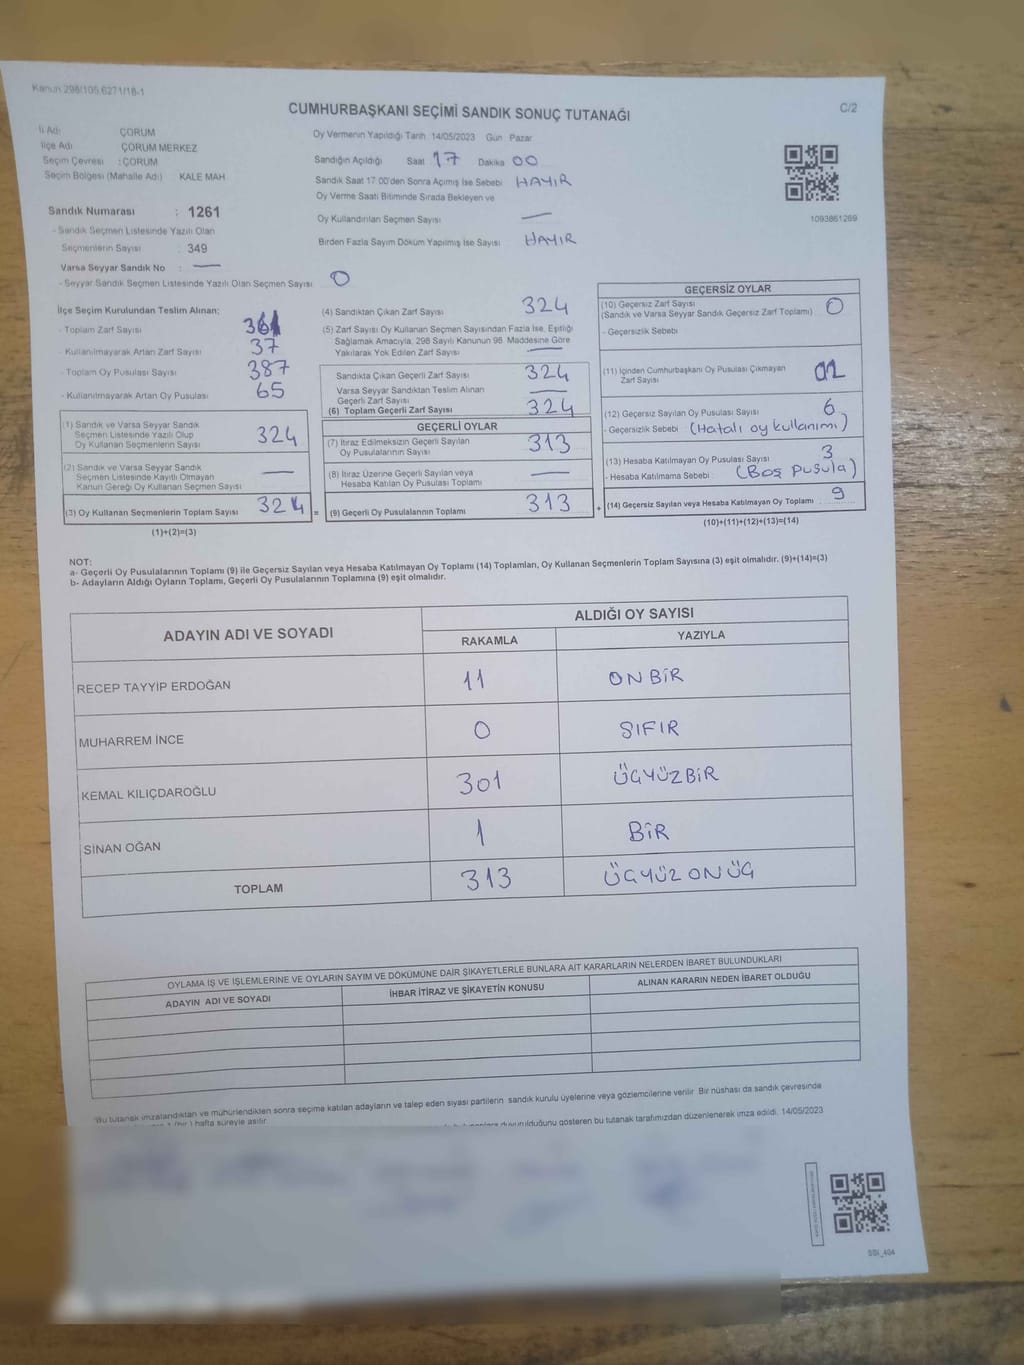 Kanun 298/105.6271/18-1
C/2
CUMHURBAŞKANI SEÇİMİ SANDIK SONUÇ TUTANAĞI
İl Adı ÇORUM
İlçe Adı ÇORUM MERKEZ
Seçim Çevresi : ÇORUM
Seçim Bölgesi (Mahalle Adı) KALE MAH
Sandık Numarası : 1261
- Sandık Seçmen Listesinde Yazılı Olan
Seçmenlerin Sayısı : 349
Varsa Seyyar Sandık No : —
- Seyyar Sandık Seçmen Listesinde Yazılı Olan Seçmen Sayısı 0
Oy Vermenin Yapıldığı Tarih 14/05/2023 Gün Pazar
Sandığın Açıldığı Saat 17 Dakika 00
Sandık Saat 17:00'den Sonra Açımış İse Sebebi HAYIR
Oy Verme Saati Bitiminde Sırada Bekleyen ve
Oy Kullandırılan Seçmen Sayısı —
Birden Fazla Sayım Döküm Yapılmış İse Sayısı HAYIR
1093861269
İlçe Seçim Kurulundan Teslim Alınan;
- Toplam Zarf Sayısı 361
- Kullanılmayarak Artan Zarf Sayısı 37
- Toplam Oy Pusulası Sayısı 387
- Kullanılmayarak Artan Oy Pusulası 65
(1) Sandık ve Varsa Seyyar Sandık
Seçmen Listesinde Yazılı Olup
Oy Kullanan Seçmenlerin Sayısı 324
(2) Sandık ve Varsa Seyyar Sandık
Seçmen Listesinde Kayıtlı Olmayan
Kanun Gereği Oy Kullanan Seçmen Sayısı —
(3) Oy Kullanan Seçmenlerin Toplam Sayısı 324 =
(1)+(2)=(3)
(4) Sandıktan Çıkan Zarf Sayısı 324
(5) Zarf Sayısı Oy Kullanan Seçmen Sayısından Fazla İse, Eşitliği
Sağlamak Amacıyla, 298 Sayılı Kanunun 98. Maddesine Göre
Yakılarak Yok Edilen Zarf Sayısı —
Sandıkta Çıkan Geçerli Zarf Sayısı 324
Varsa Seyyar Sandıktan Teslim Alınan
Geçerli Zarf Sayısı —
(6) Toplam Geçerli Zarf Sayısı 324
GEÇERLİ OYLAR
(7) İtiraz Edilmeksizin Geçerli Sayılan
Oy Pusulalarının Sayısı 313
(8) İtiraz Üzerine Geçerli Sayılan veya
Hesaba Katılan Oy Pusulası Toplamı —
(9) Geçerli Oy Pusulalarının Toplamı 313 +
GEÇERSİZ OYLAR
(10) Geçersiz Zarf Sayısı
(Sandık ve Varsa Seyyar Sandık Geçersiz Zarf Toplamı) 0
- Geçersizlik Sebebi
(11) İçinden Cumhurbaşkanı Oy Pusulası Çıkmayan
Zarf Sayısı 02
(12) Geçersiz Sayılan Oy Pusulası Sayısı 6
- Geçersizlik Sebebi (Hatalı oy kullanımı)
(13) Hesaba Katılmayan Oy Pusulası Sayısı 3
- Hesaba Katılmama Sebebi (Boş pusula)
(14) Geçersiz Sayılan veya Hesaba Katılmayan Oy Toplamı 9
(10)+(11)+(12)+(13)=(14)
NOT:
a- Geçerli Oy Pusulalarının Toplamı (9) ile Geçersiz Sayılan veya Hesaba Katılmayan Oy Toplamı (14) Toplamları, Oy Kullanan Seçmenlerin Toplam Sayısına (3) eşit olmalıdır. (9)+(14)=(3)
b- Adayların Aldığı Oyların Toplamı, Geçerli Oy Pusulalarının Toplamına (9) eşit olmalıdır.
ADAYIN ADI VE SOYADI
ALDIĞI OY SAYISI
RAKAMLA YAZIYLA
RECEP TAYYİP ERDOĞAN 11 ONBİR
MUHARREM İNCE 0 SIFIR
KEMAL KILIÇDAROĞLU 301 ÜÇYÜZBİR
SİNAN OĞAN 1 BİR
TOPLAM 313 ÜÇYÜZONÜÇ
OYLAMA İŞ VE İŞLEMLERİNE VE OYLARIN SAYIM VE DÖKÜMÜNE DAİR ŞİKAYETLERLE BUNLARA AİT KARARLARIN NELERDEN İBARET BULUNDUKLARI
ADAYIN ADI VE SOYADI İHBAR İTİRAZ VE ŞİKAYETİN KONUSU ALINAN KARARIN NEDEN İBARET OLDUĞU
Bu tutanak imzalandıktan ve mühürlendikten sonra seçime katılan adayların ve talep eden siyasi partilerin sandık kurulu üyelerine veya gözlemcilerine verilir. Bir nüshası da sandık çevresinde
1 (bir) hafta süreyle asılır. duyurulduğunu gösteren bu tutanak tarafımızdan düzenlenerek imza edildi. 14/05/2023
SSI_404